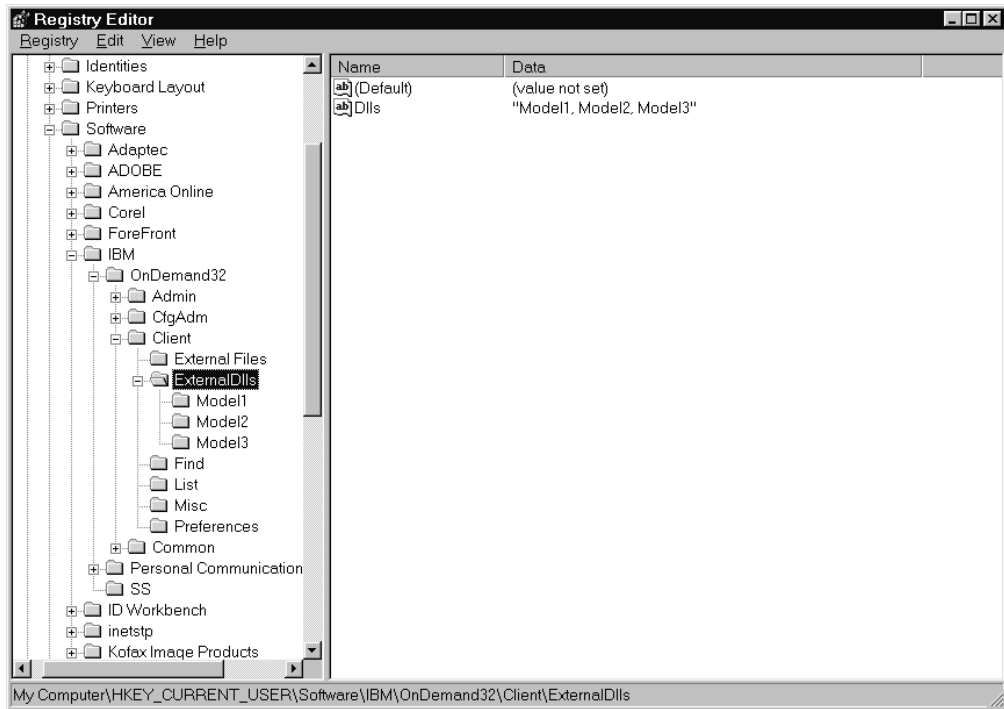 Registry Editor
Registry Edit View Help
Identities
Keyboard Layout
Printers
Software
Adaptec
ADOBE
America Online
Corel
ForeFront
IBM
OnDemand32
Admin
CfgAdm
Client
External Files
ExternalDlls
Model1
Model2
Model3
Find
List
Misc
Preferences
Common
Personal Communication
SS
ID Workbench
inetstp
Kofax Image Products
Name Data
ab (Default) (value not set)
ab Dlls "Model1, Model2, Model3"
My Computer\HKEY_CURRENT_USER\Software\IBM\OnDemand32\Client\ExternalDlls